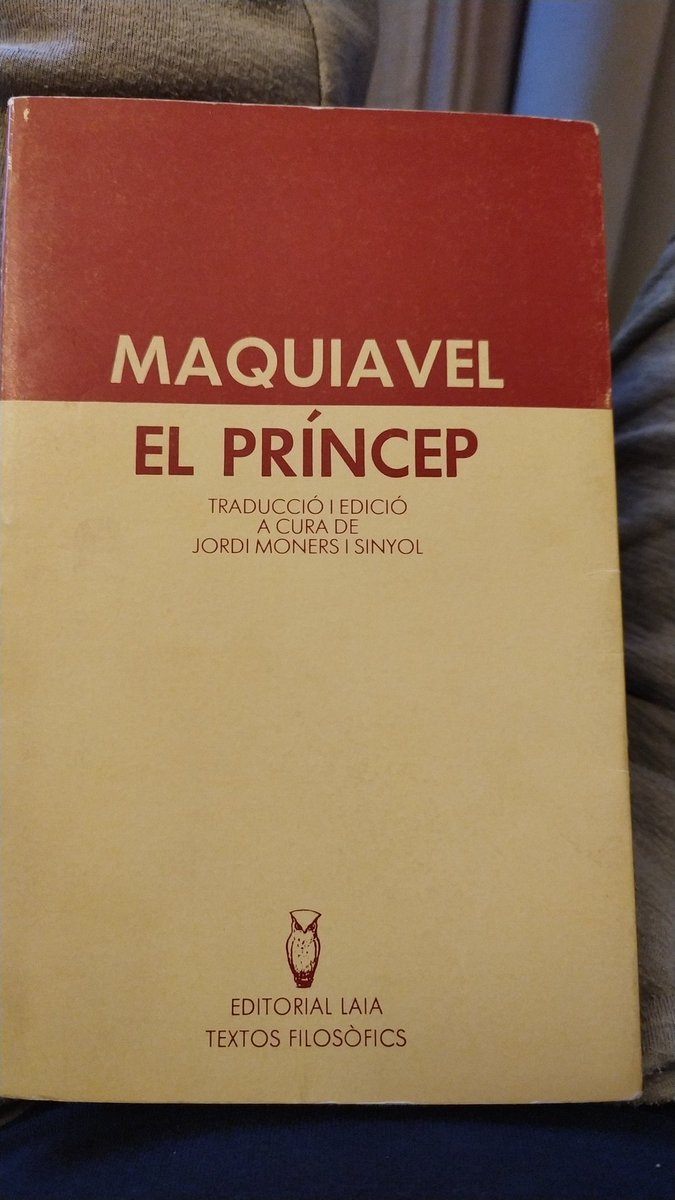 MAQUIAVEL
EL PRÍNCEP
TRADUCCIÓ I EDICIÓ
A CURA DE
JORDI MONERS I SINYOL
EDITORIAL LAIA
TEXTOS FILOSÒFICS